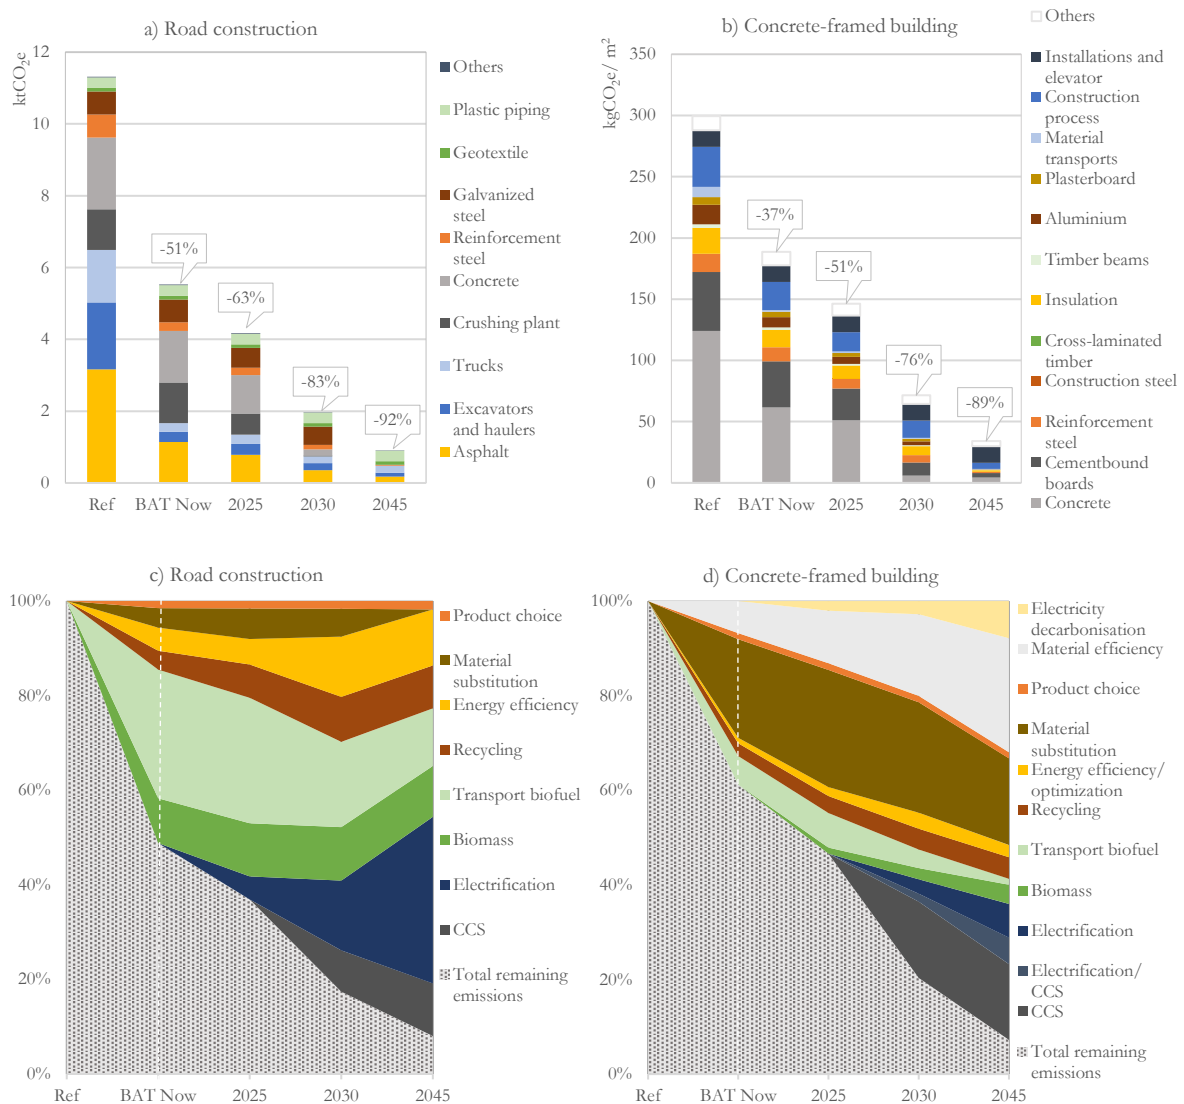 a) Road construction
ktCO2e
12
10
8
6
4
2
0
-51%
-63%
-83%
-92%
Ref
BAT Now
2025
2030
2045
Others
Plastic piping
Geotextile
Galvanized
steel
Reinforcement
steel
Concrete
Crushing plant
Trucks
Excavators
and haulers
Asphalt
b) Concrete-framed building
kgCO2e/ m²
350
300
250
200
150
100
50
0
-37%
-51%
-76%
-89%
Ref
BAT Now
2025
2030
2045
Others
Installations and
elevator
Construction
process
Material
transports
Plasterboard
Aluminium
Timber beams
Insulation
Cross-laminated
timber
Construction steel
Reinforcement
steel
Cementbound
boards
Concrete
c) Road construction
100%
80%
60%
40%
20%
0%
Ref
BAT Now
2025
2030
2045
Product choice
Material
substitution
Energy efficiency
Recycling
Transport biofuel
Biomass
Electrification
CCS
Total remaining
emissions
d) Concrete-framed building
100%
80%
60%
40%
20%
0%
Ref
BAT Now
2025
2030
2045
Electricity
decarbonisation
Material efficiency
Product choice
Material
substitution
Energy efficiency/
optimization
Recycling
Transport biofuel
Biomass
Electrification
Electrification/
CCS
CCS
Total remaining
emissions